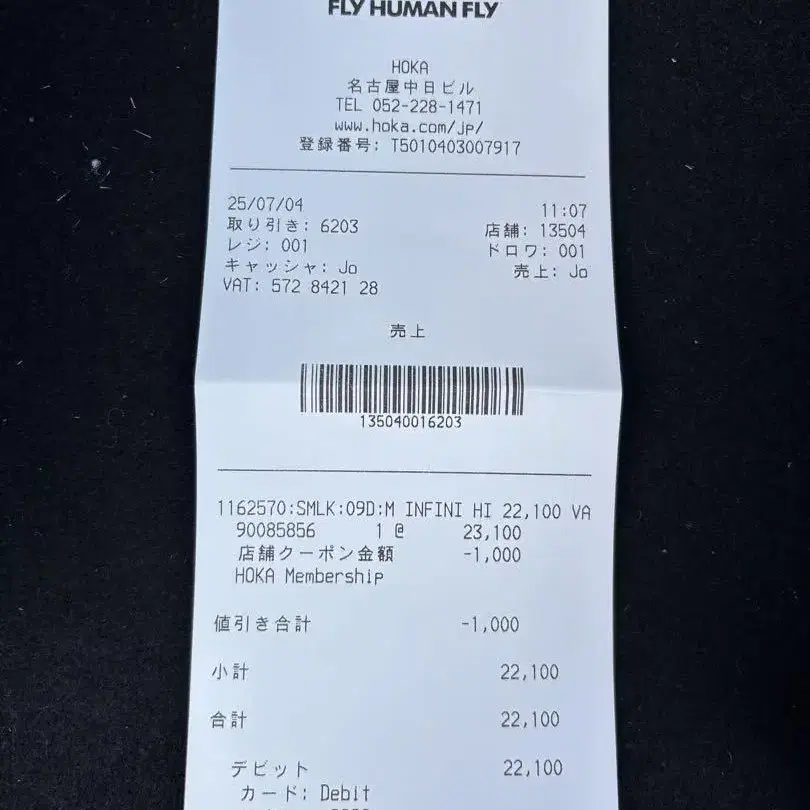 FLY HUMAN FLY
HOKA
名古屋中日ビル
TEL 052-228-1471
www.hoka.com/jp/
登録番号: T5010403007917
25/07/04 11:07
取り引き: 6203 店舗: 13504
レジ: 001 ドロワ: 001
キャッシャ: Jo 売上: Jo
VAT: 572 8421 28
売上
135040016203
1162570:SMLK:09D:M INFINI HI 22,100 VA
90085856 1 @ 23,100
店舗クーポン金額 -1,000
HOKA Membership
値引き合計 -1,000
小計 22,100
合計 22,100
デビット 22,100
カード: Debit